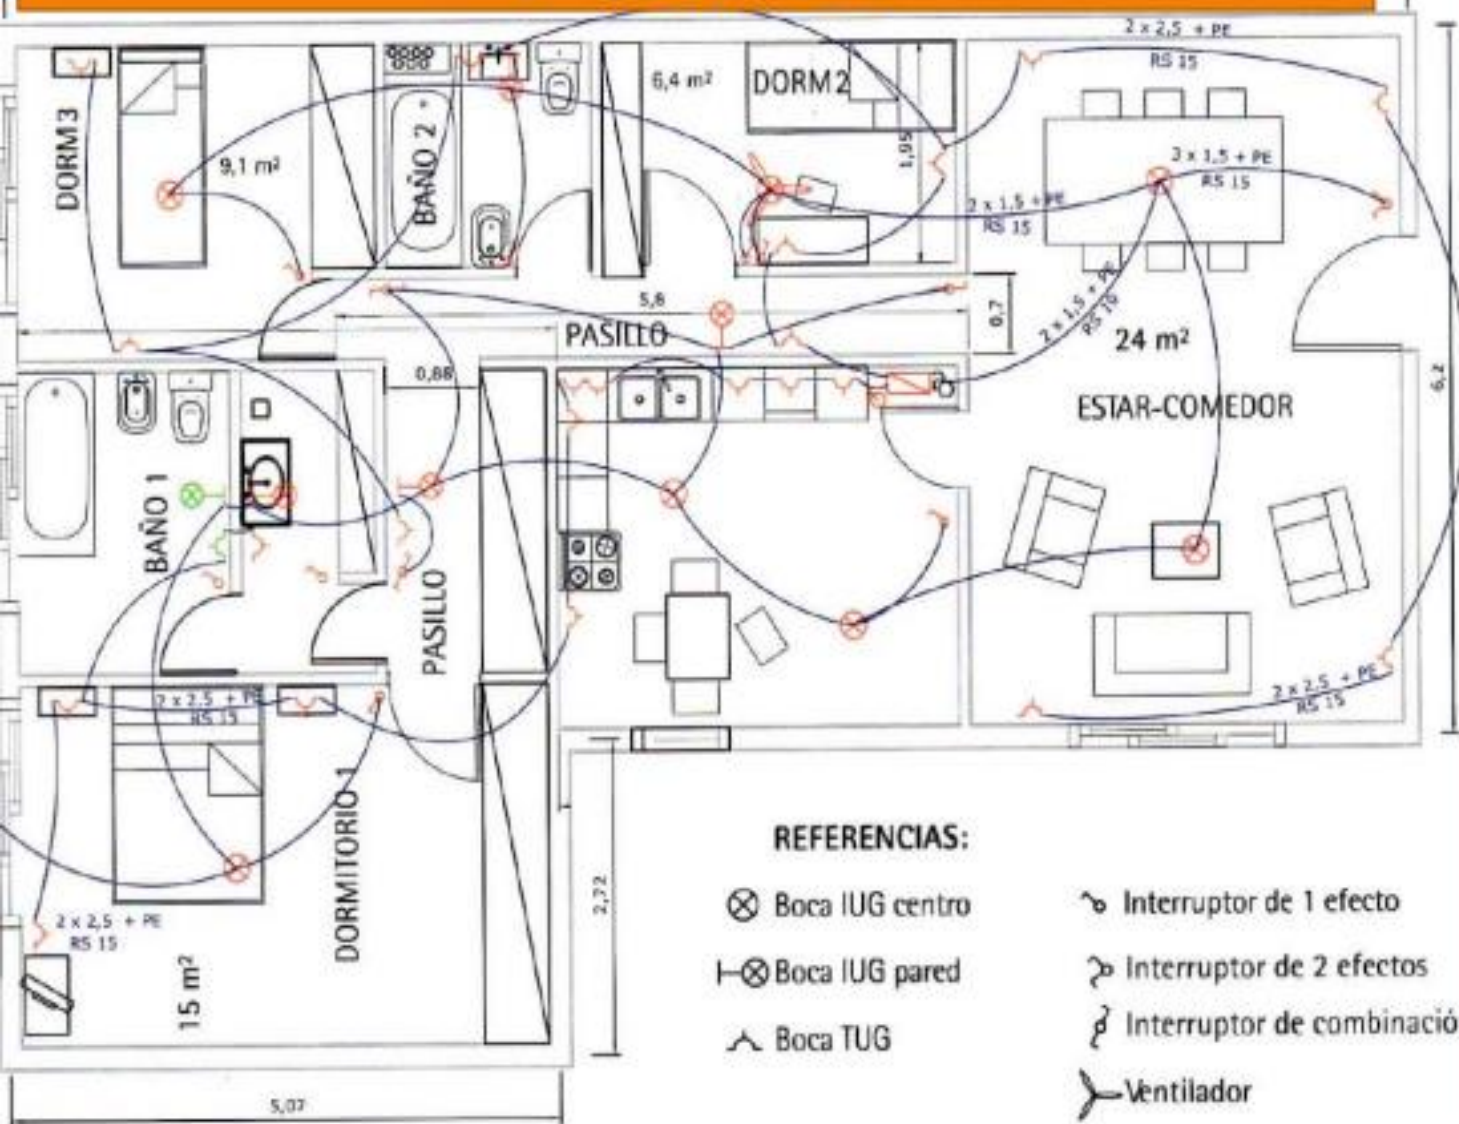 2 x 2,5 + PE
RS 15
DORM 3
9,1 m²
BAÑO 2
6,4 m²
DORM 2
1,95
2 x 1,5 + PE
RS 15
3 x 1,5 + PE
RS 15
2 x 1,5 + PE
RS 15
5,8
PASILLO
0,7
24 m²
0,88
ESTAR-COMEDOR
6,2
BAÑO 1
PASILLO
2 x 2,5 + PE
RS 15
2 x 2,5 + PE
RS 15
DORMITORIO 1
2 x 2,5 + PE
RS 15
15 m²
2,72
5,07
REFERENCIAS:
Boca IUG centro
Boca IUG pared
Boca TUG
Interruptor de 1 efecto
Interruptor de 2 efectos
Interruptor de combinació
Ventilador